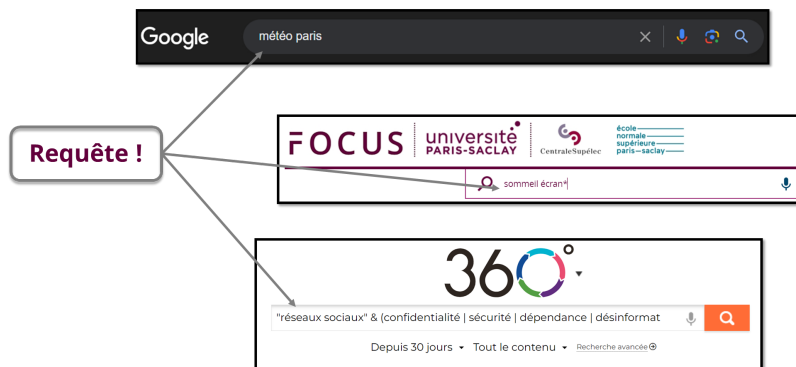 Google
météo paris
Requête !
FOCUS
université
PARIS-SACLAY
CentraleSupélec
école
normale
supérieure
paris-saclay
sommeil écran*
360°
"réseaux sociaux" & (confidentialité | sécurité | dépendance | désinformat
Depuis 30 jours Tout le contenu Recherche avancée